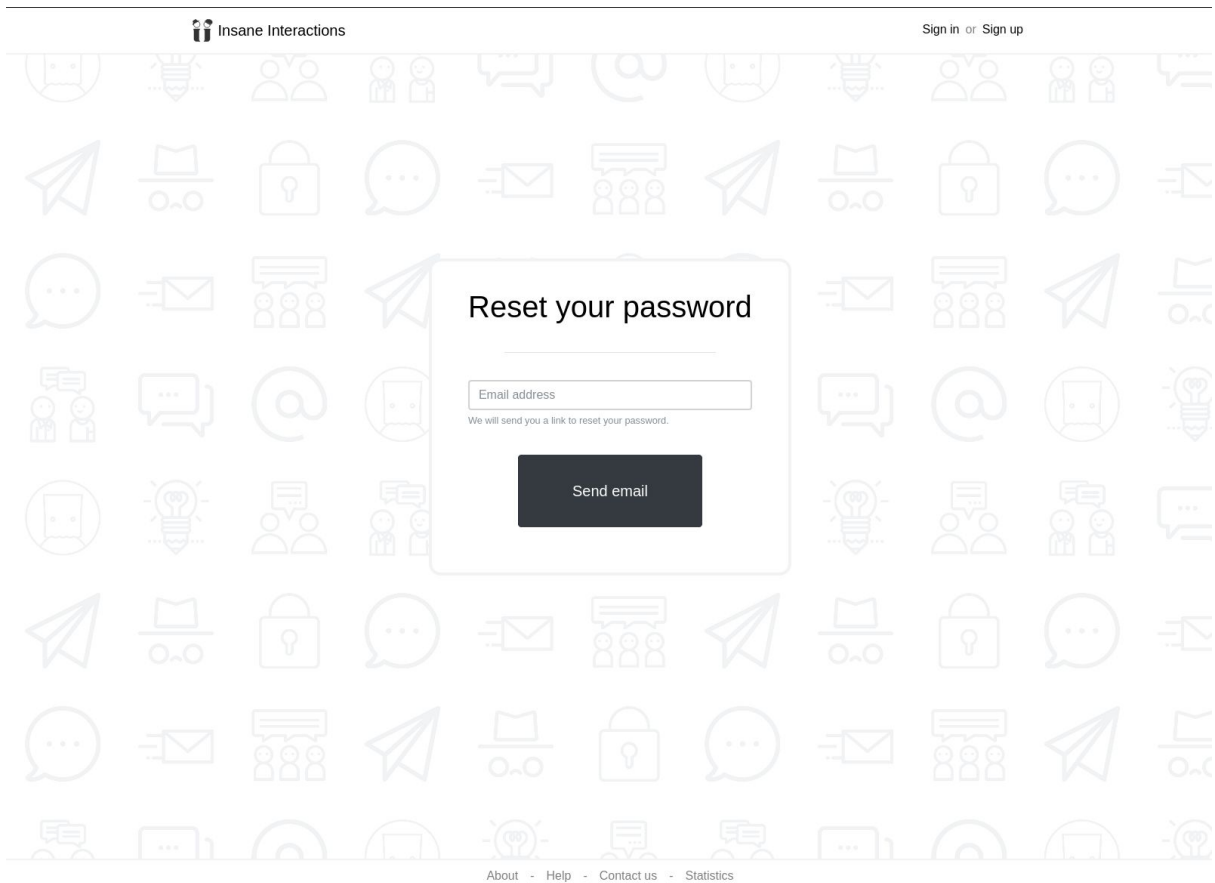 Insane Interactions
Sign in or Sign up
Reset your password
Email address
We will send you a link to reset your password.
Send email
About - Help - Contact us - Statistics